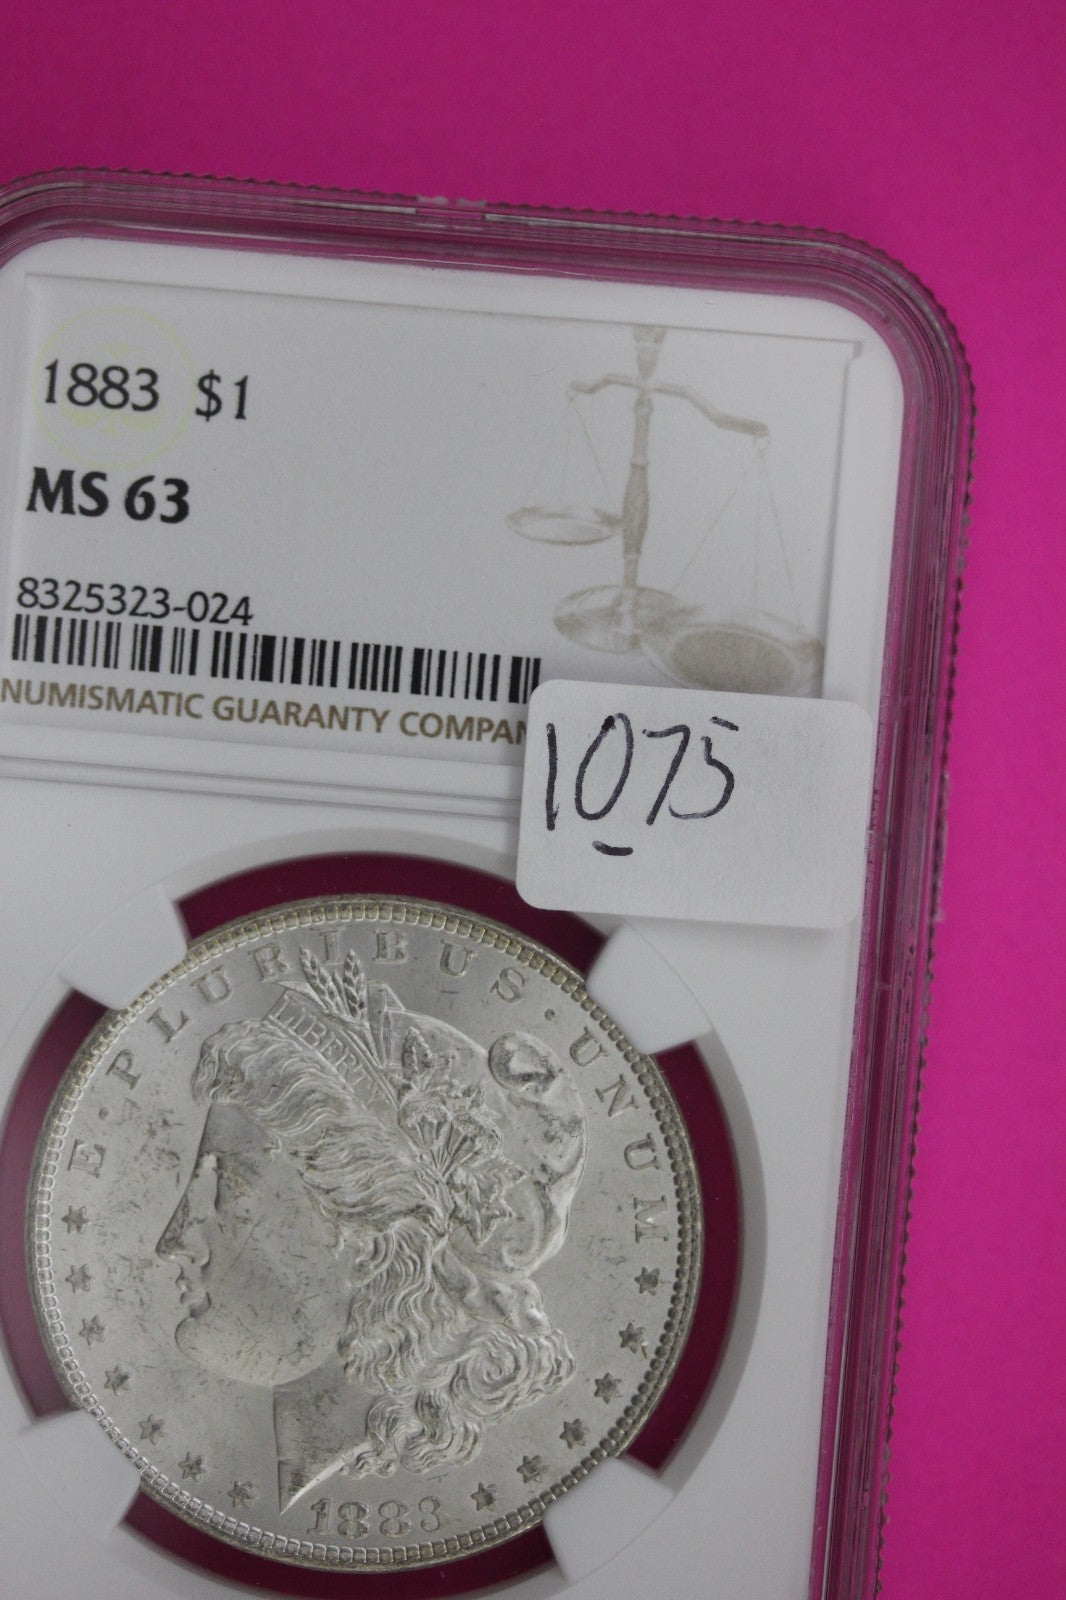 1883 $1
MS 63
8325323-024
NUMISMATIC GUARANTY COMPAN
1075
E·PLURIBUS·UNUM
LIBERTY
1883